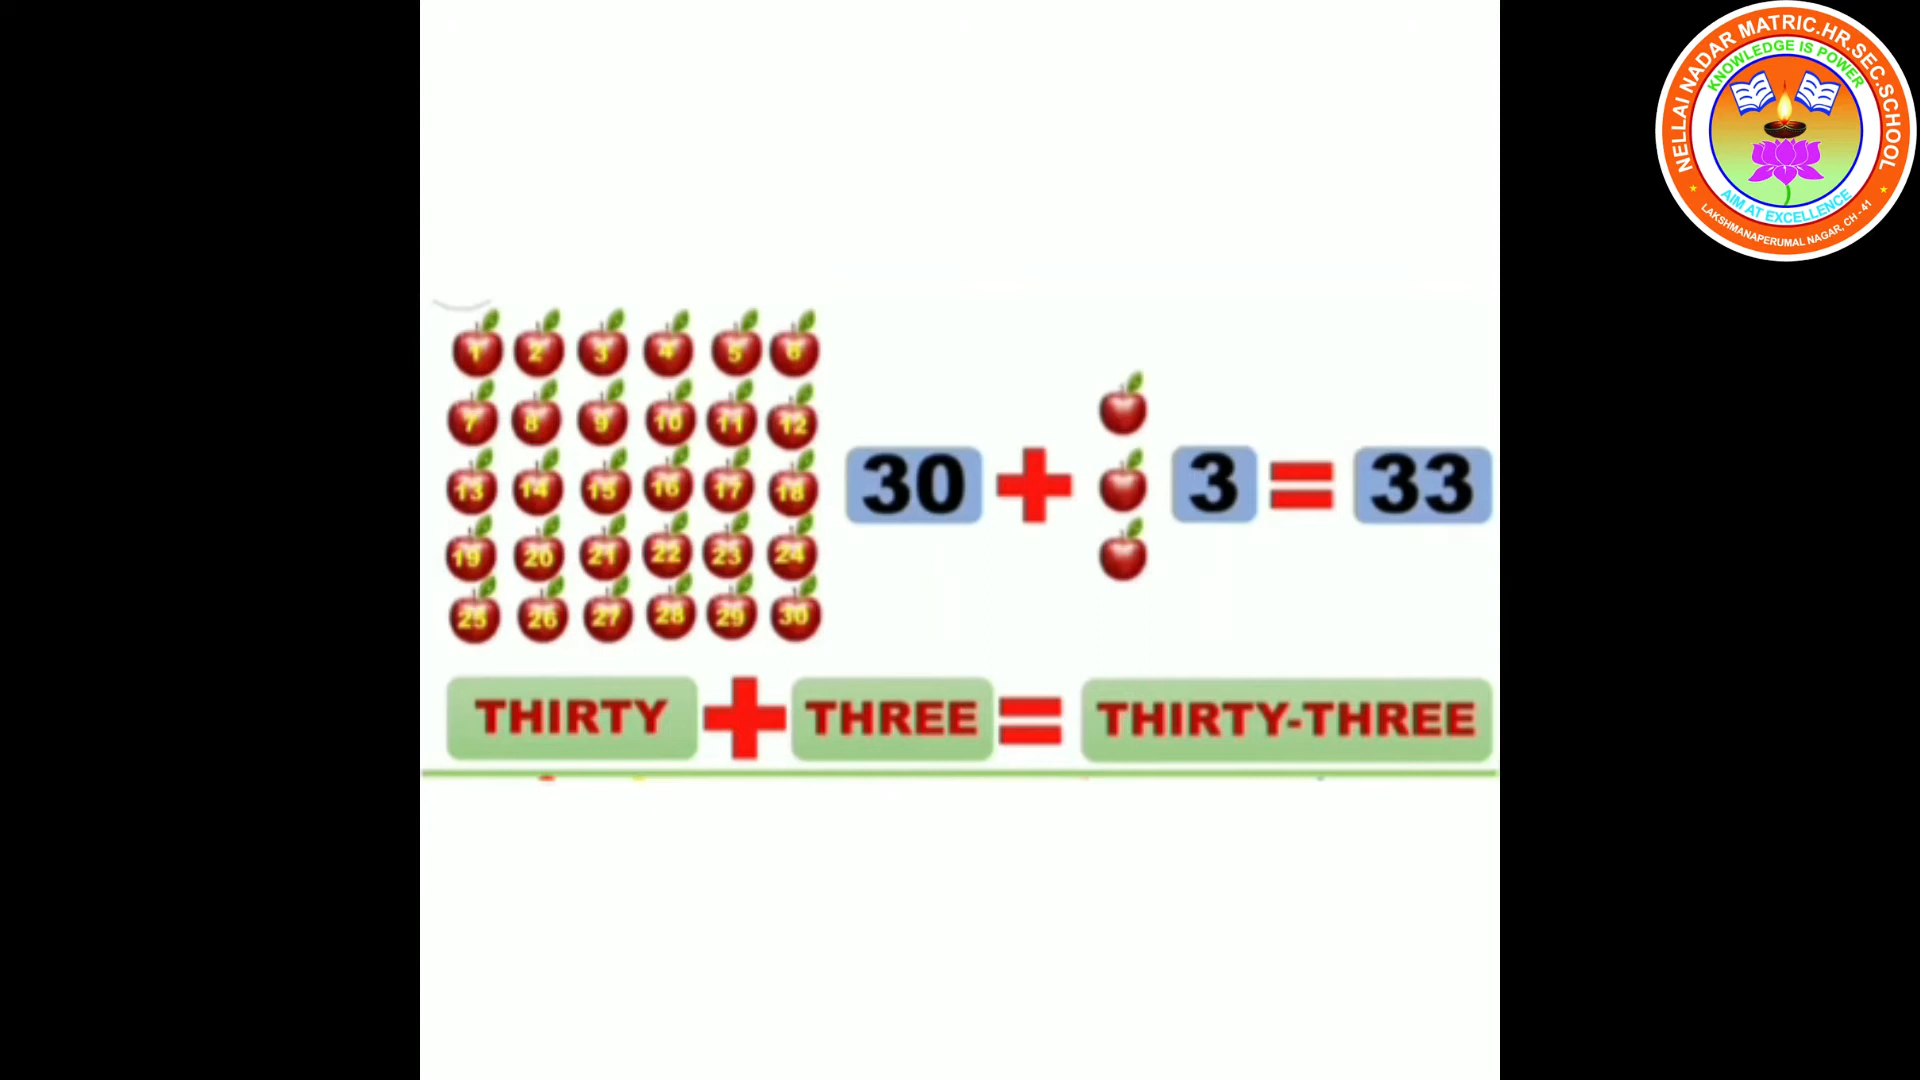 1 2 3 4 5 6
7 8 9 10 11 12
13 14 15 16 17 18
19 20 21 22 23 24
25 26 27 28 29 30
30 + 3 = 33
THIRTY + THREE = THIRTY-THREE
NELLAI NADAR MATRIC.HR.SEC.SCHOOL
KNOWLEDGE IS POWER
AIM AT EXCELLENCE
LAKSHMANAPERUMAL NAGAR, CH - 41